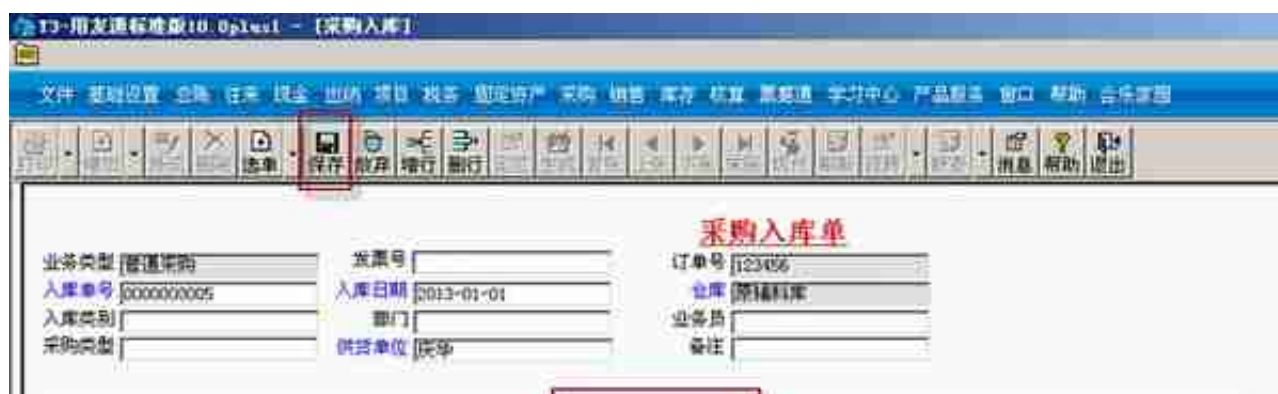 T3-用友通标准版10.0plus1 - [采购入库]
文件 基础设置 总账 往来 现金 出纳 项目 税务 固定资产 采购 销售 库存 核算 票据通 学习中心 产品服务 窗口 帮助 会乐家园
选单 保存 放弃 增行 删行 消息 帮助 退出
采购入库单
业务类型 普通采购 发票号 订单号 123456
入库单号 0000000005 入库日期 2013-01-01 仓库 原辅料库
入库类别 部门 业务员
采购类型 供货单位 备注